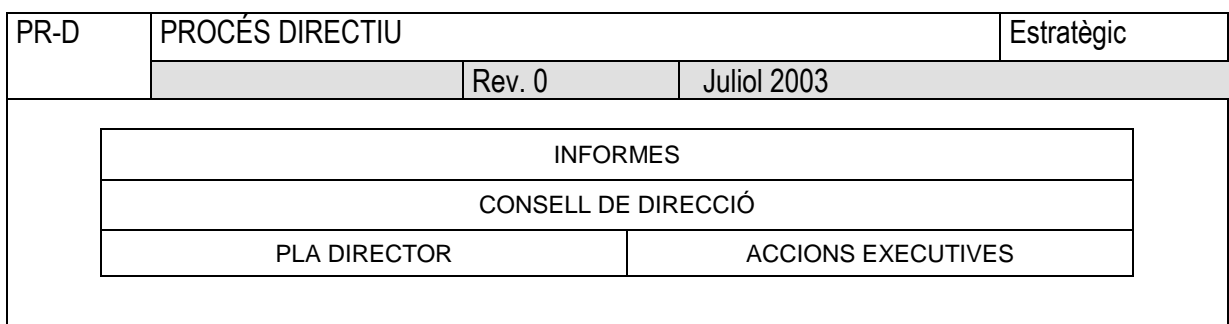 PR-D PROCÉS DIRECTIU Estratègic
Rev. 0 Juliol 2003
INFORMES
CONSELL DE DIRECCIÓ
PLA DIRECTOR ACCIONS EXECUTIVES